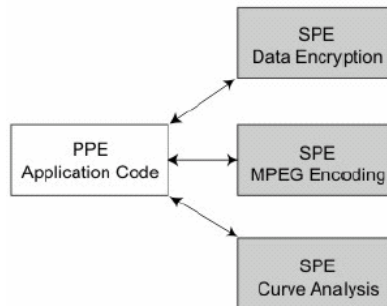 SPE
Data Encryption
PPE
Application Code
SPE
MPEG Encoding
SPE
Curve Analysis